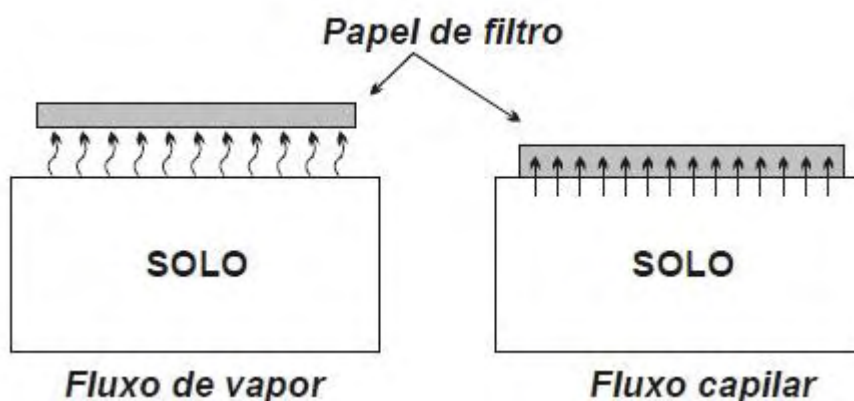 Papel de filtro
SOLO
SOLO
Fluxo de vapor
Fluxo capilar